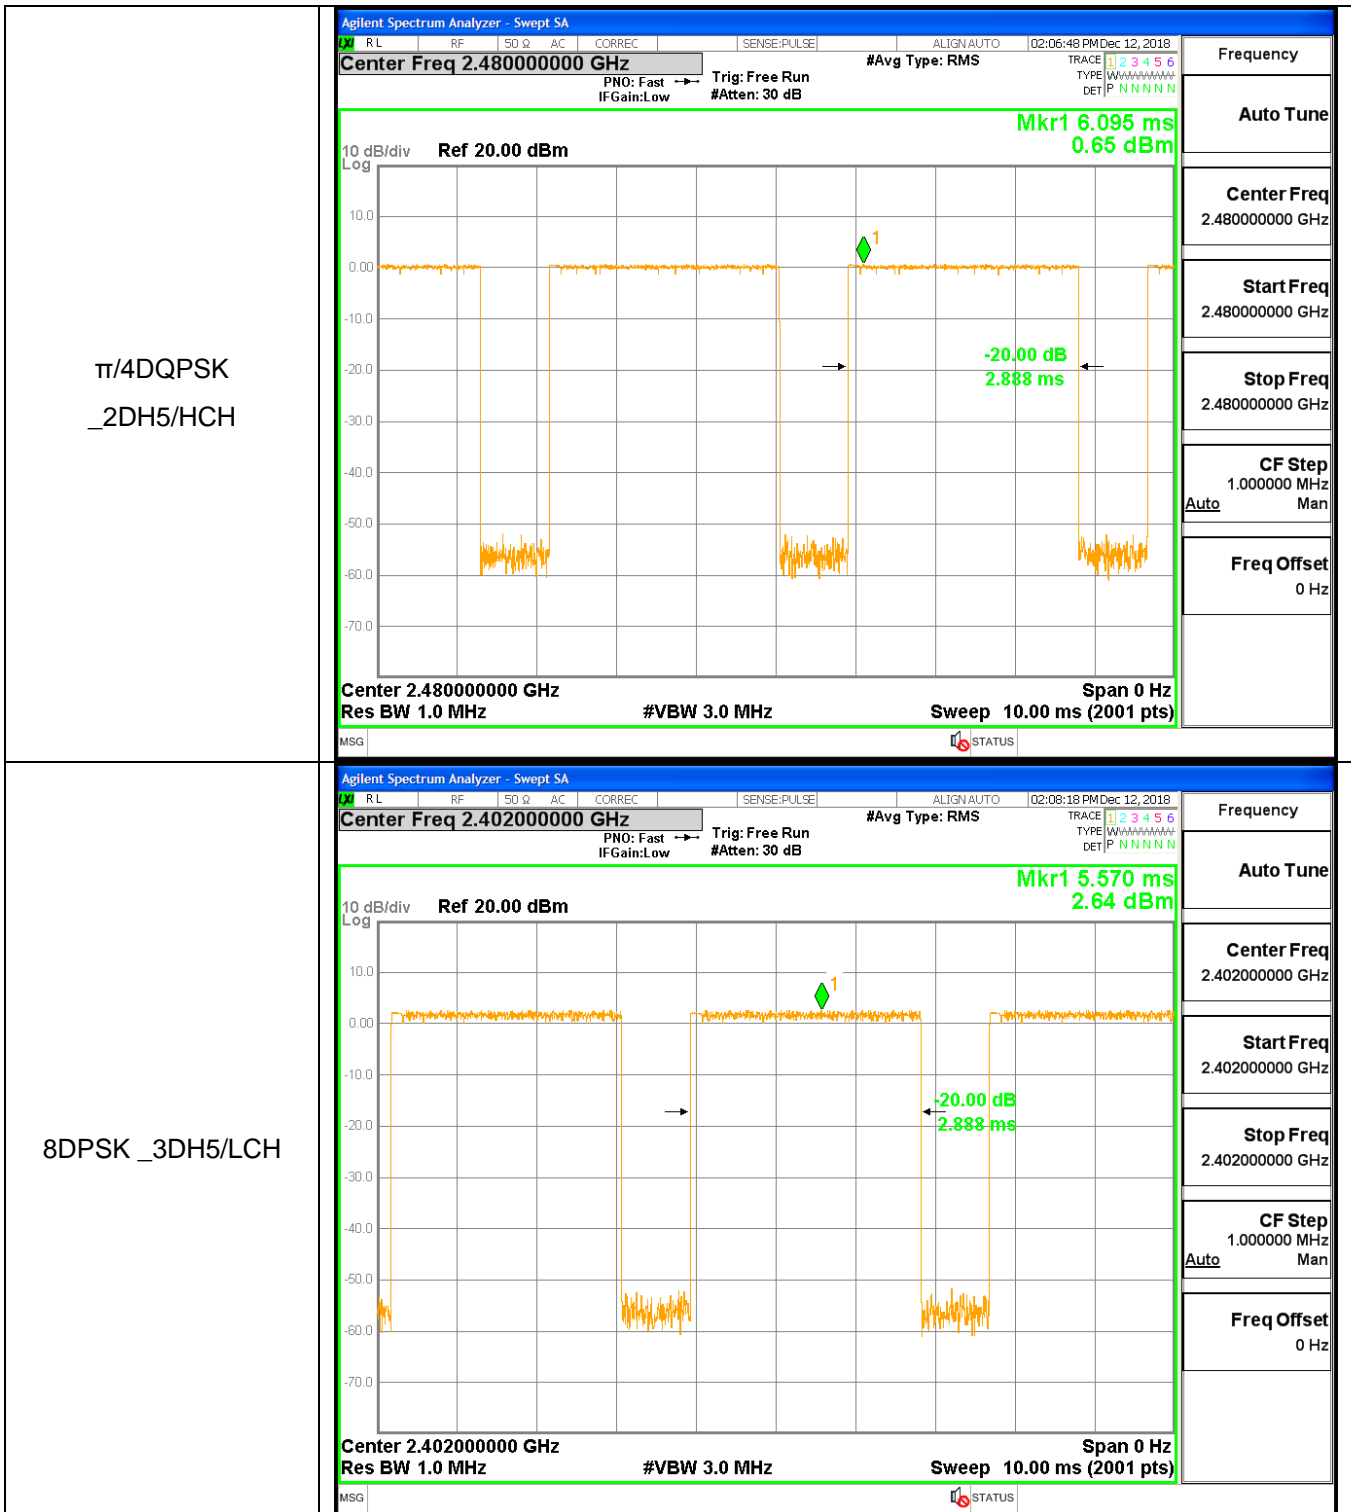 π/4DQPSK
_2DH5/HCH
Agilent Spectrum Analyzer - Swept SA
LXI RL RF 50 Ω AC CORREC SENSE:PULSE ALIGN AUTO 02:06:48 PM Dec 12, 2018
Center Freq 2.480000000 GHz #Avg Type: RMS TRACE 1 2 3 4 5 6
PNO: Fast Trig: Free Run TYPE
IFGain:Low #Atten: 30 dB DET P N N N N N
Mkr1 6.095 ms
0.65 dBm
10 dB/div Ref 20.00 dBm
Log
10.0
1
0.00
-10.0
-20.00 dB
-20.0
2.888 ms
-30.0
-40.0
-50.0
-60.0
-70.0
Center 2.480000000 GHz Span 0 Hz
Res BW 1.0 MHz #VBW 3.0 MHz Sweep 10.00 ms (2001 pts)
MSG STATUS
Frequency
Auto Tune
Center Freq
2.480000000 GHz
Start Freq
2.480000000 GHz
Stop Freq
2.480000000 GHz
CF Step
1.000000 MHz
Auto Man
Freq Offset
0 Hz
8DPSK _3DH5/LCH
Agilent Spectrum Analyzer - Swept SA
LXI RL RF 50 Ω AC CORREC SENSE:PULSE ALIGN AUTO 02:08:18 PM Dec 12, 2018
Center Freq 2.402000000 GHz #Avg Type: RMS TRACE 1 2 3 4 5 6
PNO: Fast Trig: Free Run TYPE
IFGain:Low #Atten: 30 dB DET P N N N N N
Mkr1 5.570 ms
2.64 dBm
10 dB/div Ref 20.00 dBm
Log
10.0
1
0.00
-10.0
-20.00 dB
-20.0
2.888 ms
-30.0
-40.0
-50.0
-60.0
-70.0
Center 2.402000000 GHz Span 0 Hz
Res BW 1.0 MHz #VBW 3.0 MHz Sweep 10.00 ms (2001 pts)
MSG STATUS
Frequency
Auto Tune
Center Freq
2.402000000 GHz
Start Freq
2.402000000 GHz
Stop Freq
2.402000000 GHz
CF Step
1.000000 MHz
Auto Man
Freq Offset
0 Hz